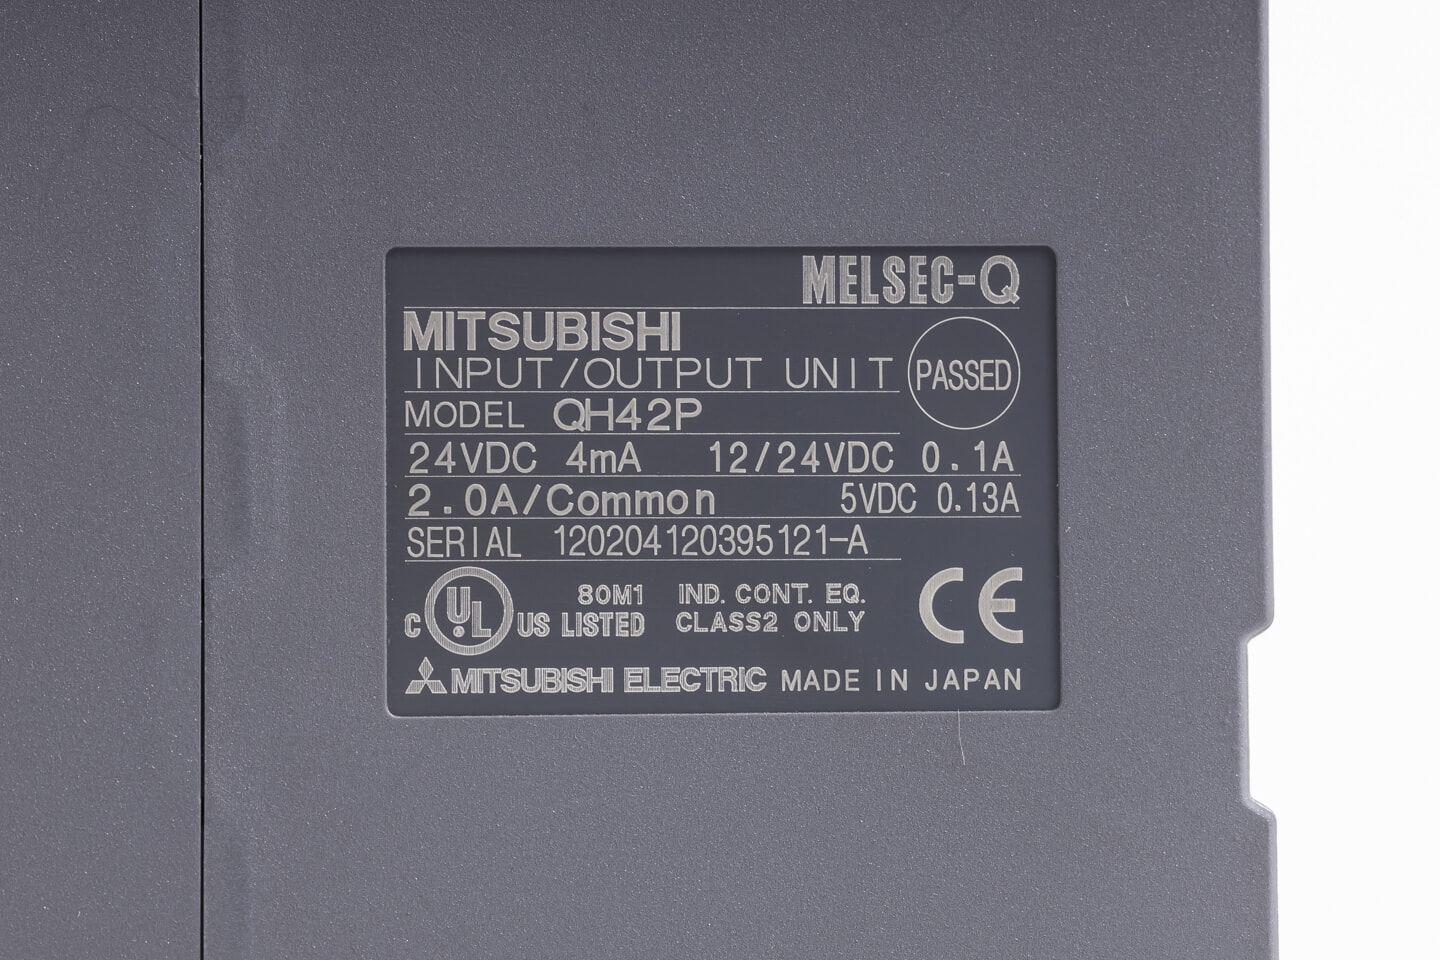 MELSEC-Q
MITSUBISHI
INPUT/OUTPUT UNIT
PASSED
MODEL QH42P
24VDC 4mA 12/24VDC 0.1A
2.0A/Common 5VDC 0.13A
SERIAL 120204120395121-A
C UL US LISTED 80M1 IND. CONT. EQ.
CLASS2 ONLY
CE
MITSUBISHI ELECTRIC MADE IN JAPAN